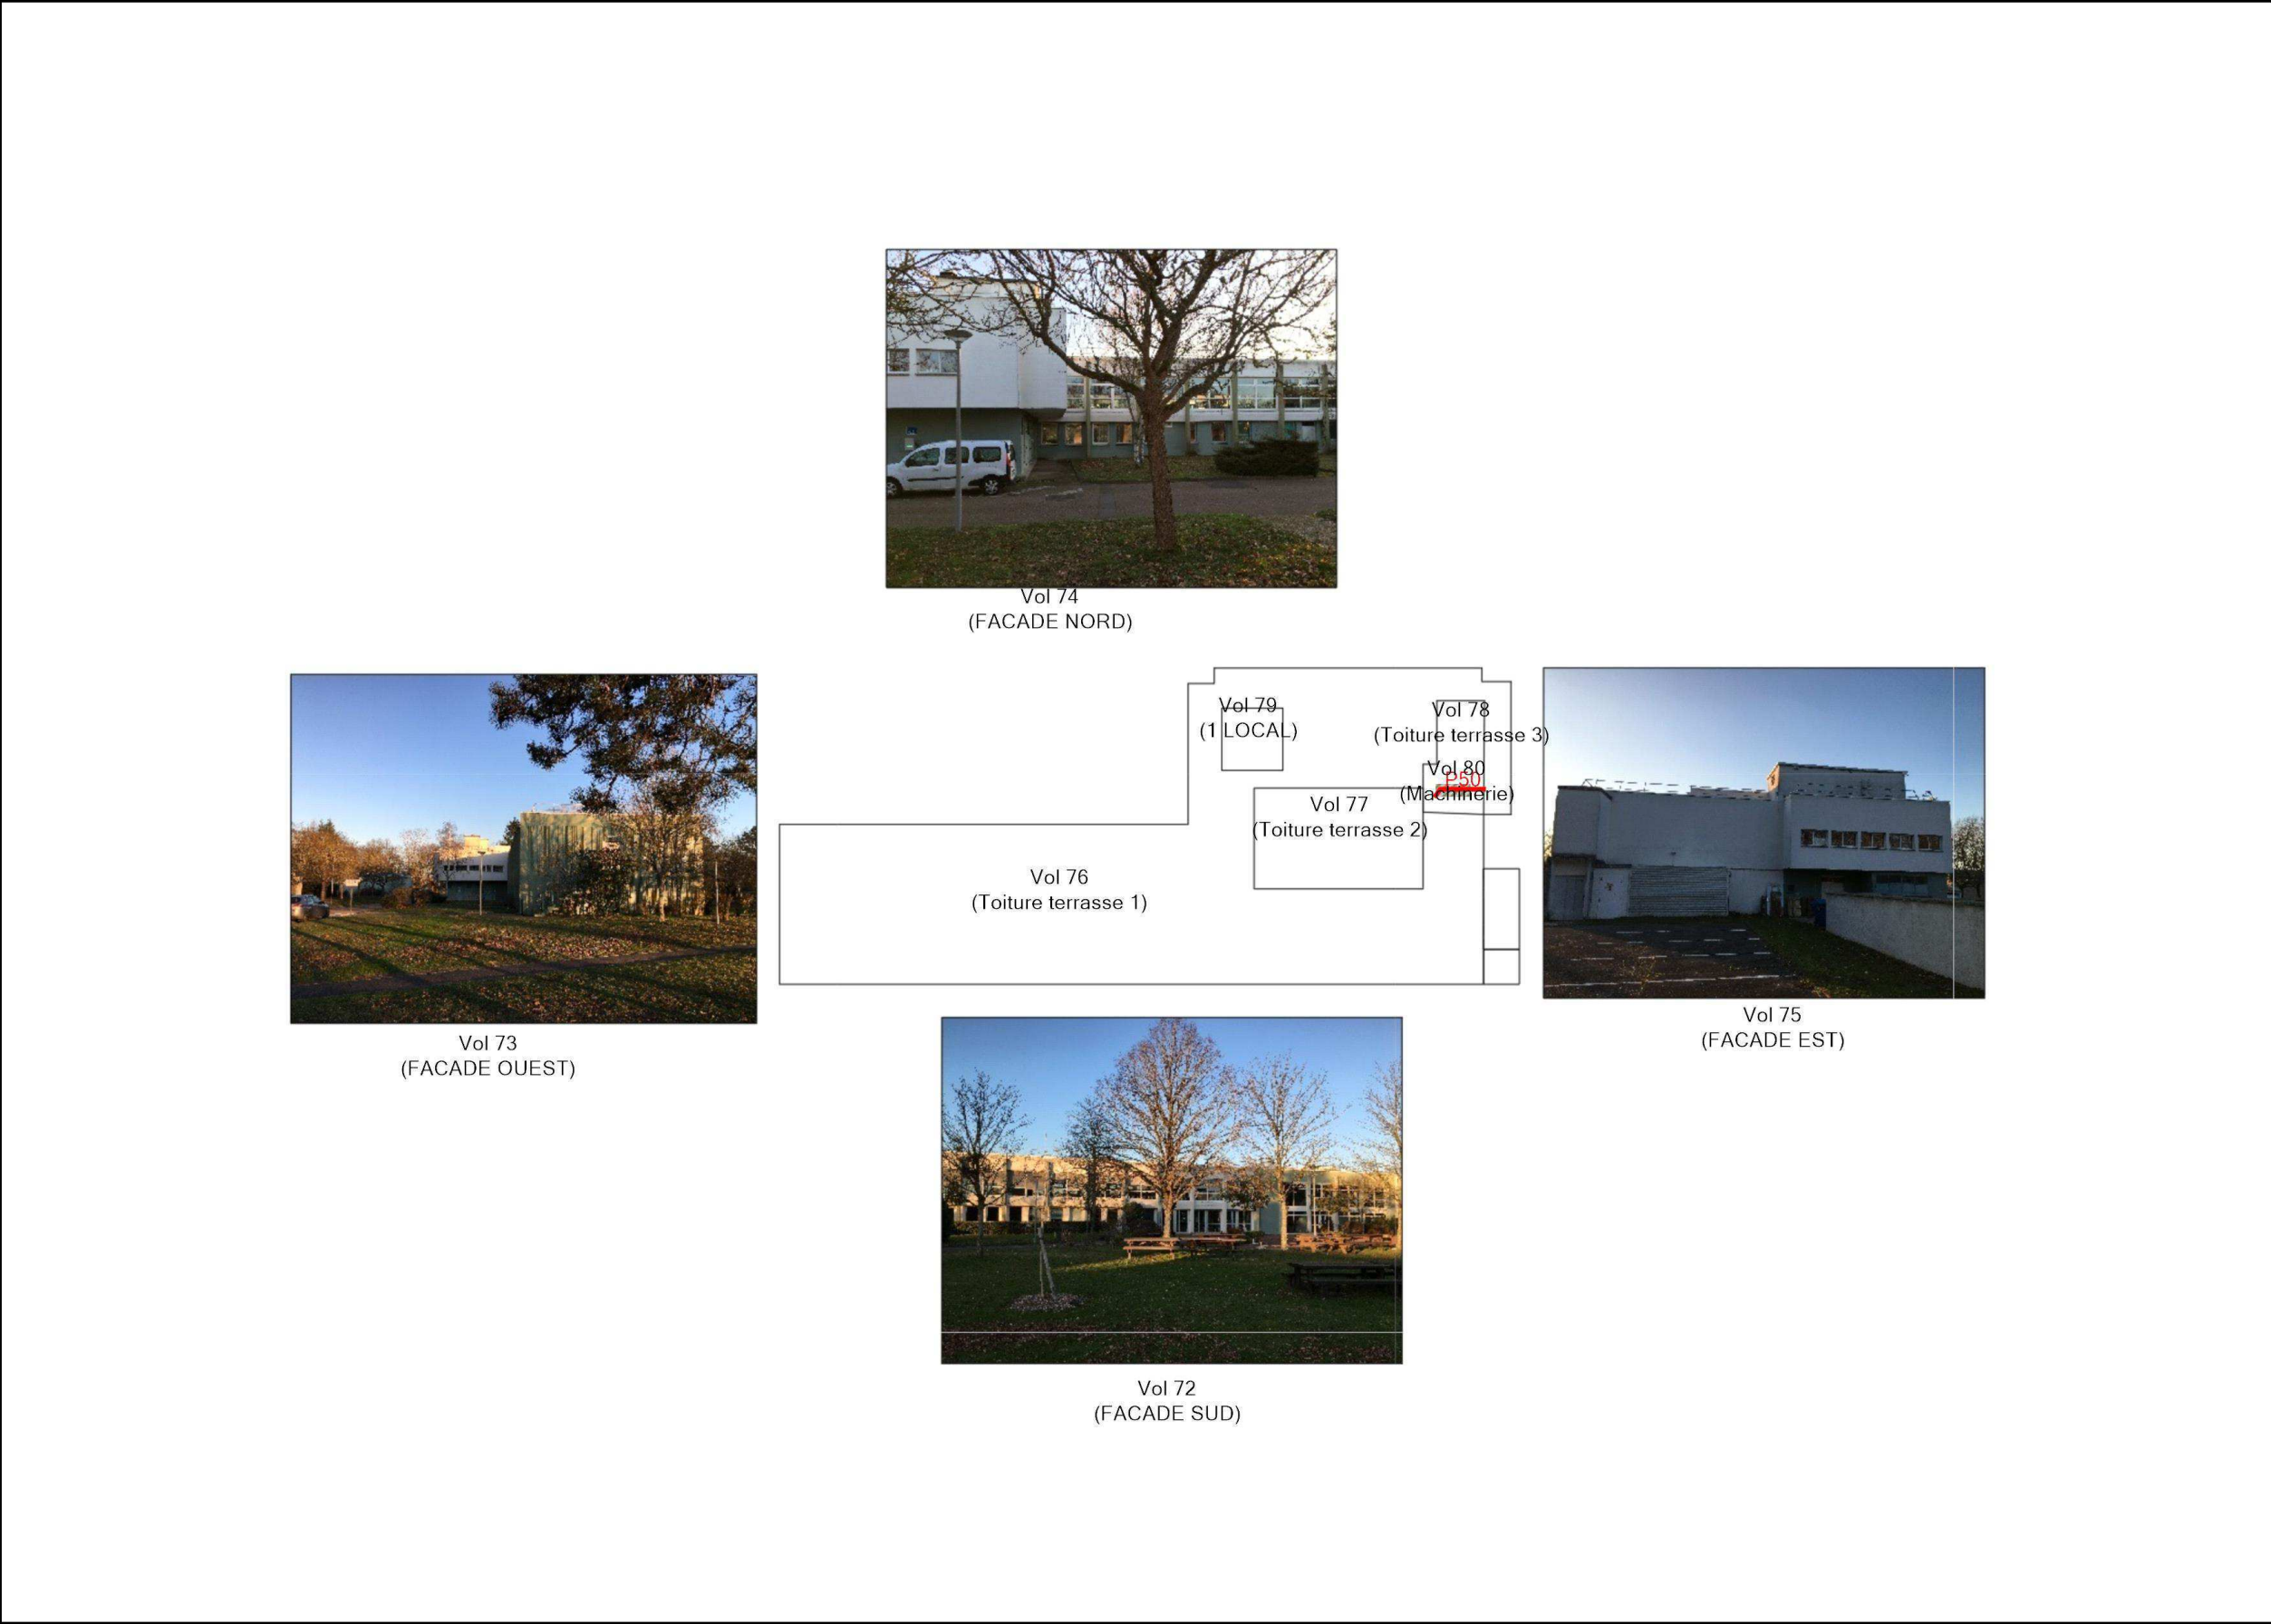 Vol 74
(FACADE NORD)
Vol 79
(1 LOCAL)
Vol 78
(Toiture terrasse 3)
Vol 80
P50
(Machinerie)
Vol 77
(Toiture terrasse 2)
Vol 76
(Toiture terrasse 1)
Vol 73
(FACADE OUEST)
Vol 75
(FACADE EST)
Vol 72
(FACADE SUD)